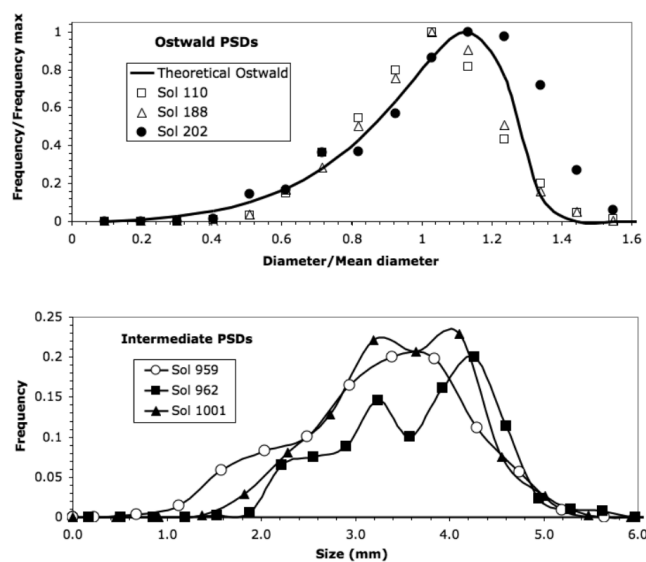 Ostwald PSDs
Theoretical Ostwald
Sol 110
Sol 188
Sol 202
Frequency/Frequency max
1
0.8
0.6
0.4
0.2
0
0 0.2 0.4 0.6 0.8 1 1.2 1.4 1.6
Diameter/Mean diameter
Intermediate PSDs
Sol 959
Sol 962
Sol 1001
Frequency
0.25
0.2
0.15
0.1
0.05
0
0.0 1.0 2.0 3.0 4.0 5.0 6.0
Size (mm)